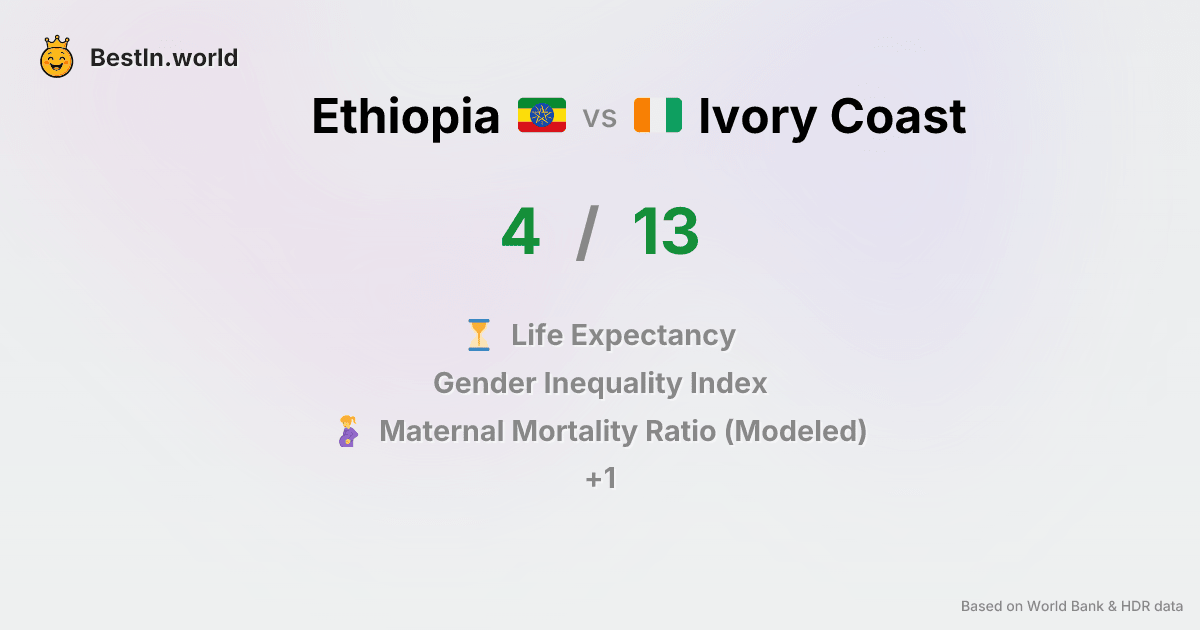 BestIn.world
Ethiopia vs Ivory Coast
4 / 13
Life Expectancy
Gender Inequality Index
Maternal Mortality Ratio (Modeled)
+1
Based on World Bank & HDR data